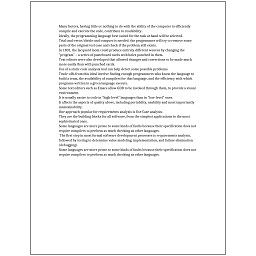 Many factors, having little or nothing to do with the ability of the computer to efficiently
compile and execute the code, contribute to readability.
Ideally, the programming language best suited for the task at hand will be selected.
Trial-and-error/divide-and-conquer is needed: the programmer will try to remove some
parts of the original test case and check if the problem still exists.
In 1801, the Jacquard loom could produce entirely different weaves by changing the
"program" - a series of pasteboard cards with holes punched in them.
Text editors were also developed that allowed changes and corrections to be made much
more easily than with punched cards.
Use of a static code analysis tool can help detect some possible problems.
Trade-offs from this ideal involve finding enough programmers who know the language to
build a team, the availability of compilers for that language, and the efficiency with which
programs written in a given language execute.
Some text editors such as Emacs allow GDB to be invoked through them, to provide a visual
environment.
It is usually easier to code in "high-level" languages than in "low-level" ones.
It affects the aspects of quality above, including portability, usability and most importantly
maintainability.
One approach popular for requirements analysis is Use Case analysis.
They are the building blocks for all software, from the simplest applications to the most
sophisticated ones.
Some languages are more prone to some kinds of faults because their specification does not
require compilers to perform as much checking as other languages.
The first step in most formal software development processes is requirements analysis,
followed by testing to determine value modeling, implementation, and failure elimination
(debugging).
Some languages are more prone to some kinds of faults because their specification does not
require compilers to perform as much checking as other languages.